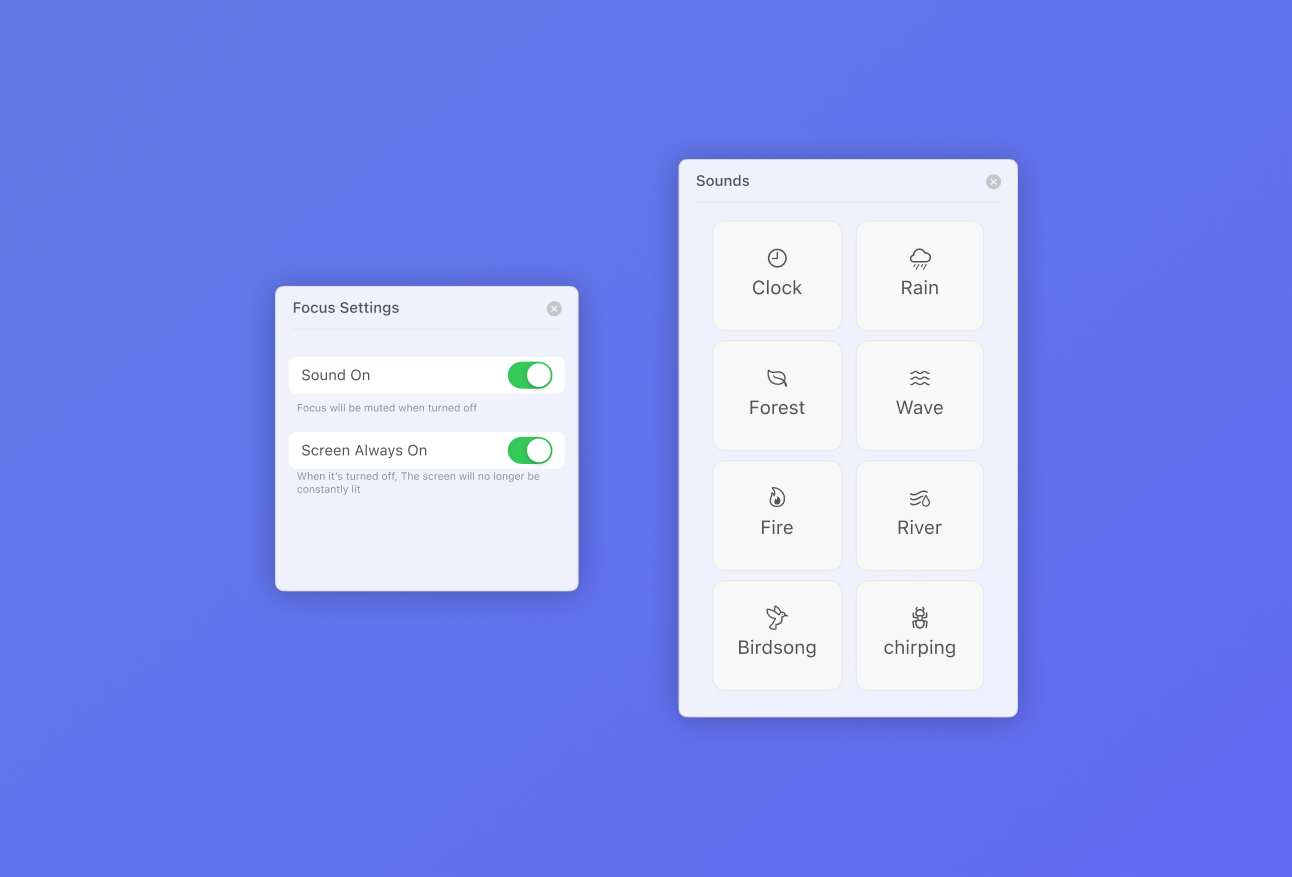 Focus Settings
Sound On
Focus will be muted when turned off
Screen Always On
When it's turned off, The screen will no longer be
constantly lit
Sounds
Clock
Rain
Forest
Wave
Fire
River
Birdsong
chirping